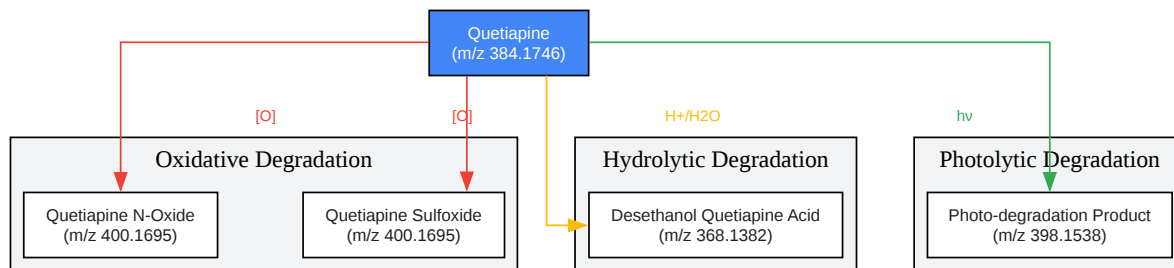 Quetiapine
(m/z 384.1746)
[O]
[O]
H+/H2O
hν
Oxidative Degradation
Hydrolytic Degradation
Photolytic Degradation
Quetiapine N-Oxide
(m/z 400.1695)
Quetiapine Sulfoxide
(m/z 400.1695)
Desethanol Quetiapine Acid
(m/z 368.1382)
Photo-degradation Product
(m/z 398.1538)